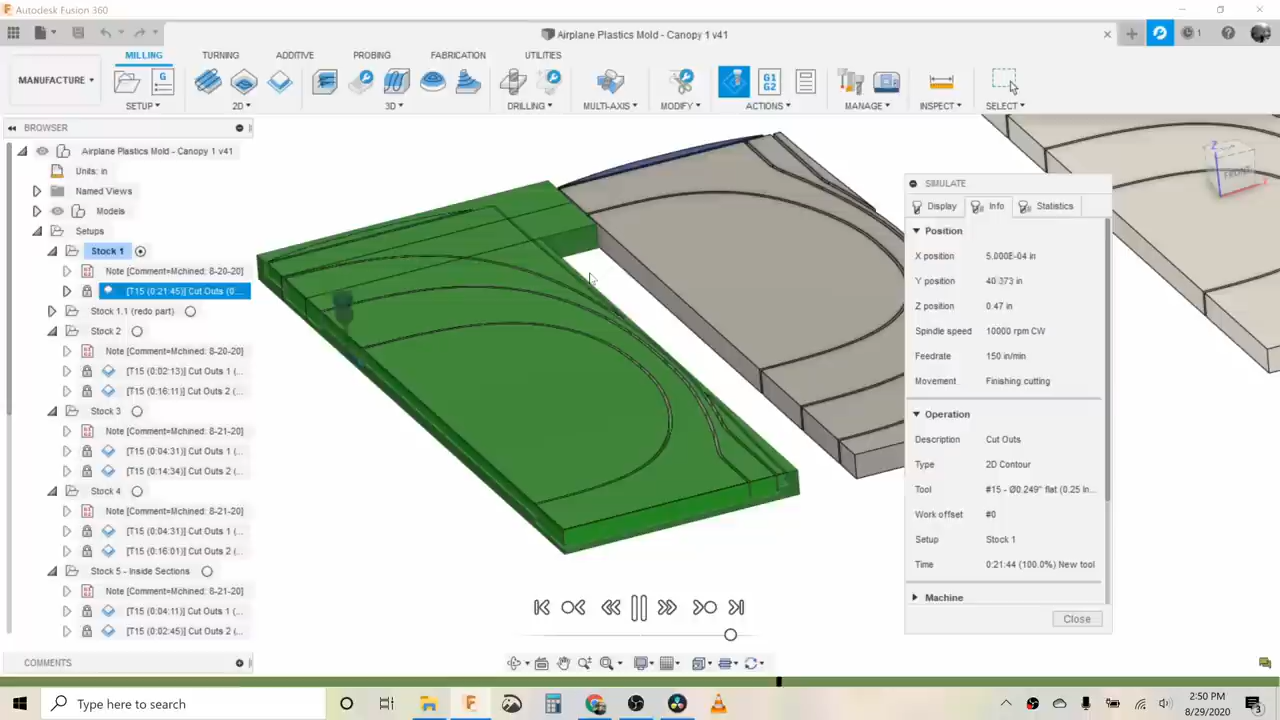 Autodesk Fusion 360
Airplane Plastics Mold - Canopy 1 v41
1
MILLING TURNING ADDITIVE PROBING FABRICATION UTILITIES
MANUFACTURE
G
G1 G2
SETUP 2D 3D DRILLING MULTI-AXIS MODIFY ACTIONS MANAGE INSPECT SELECT
BROWSER
Airplane Plastics Mold - Canopy 1 v41
Units: in
Named Views
Models
Setups
Stock 1
Note [Comment=Mchined: 8-20-20]
[T15 (0:21:45)] Cut Outs (0...
Stock 1.1 (redo part)
Stock 2
Note [Comment=Mchined: 8-20-20]
[T15 (0:02:13)] Cut Outs 1 (...
[T15 (0:16:11)] Cut Outs 2 (...
Stock 3
Note [Comment=Mchined: 8-21-20]
[T15 (0:04:31)] Cut Outs 1 (...
[T15 (0:14:34)] Cut Outs 2 (...
Stock 4
Note [Comment=Mchined: 8-21-20]
[T15 (0:04:31)] Cut Outs 1 (...
[T15 (0:16:01)] Cut Outs 2 (...
Stock 5 - Inside Sections
Note [Comment=Mchined: 8-21-20]
[T15 (0:04:11)] Cut Outs 1 (...
[T15 (0:02:45)] Cut Outs 2 (...
COMMENTS
Z
FRONT
X
SIMULATE
Display Info Statistics
Position
X position 5.000E-04 in
Y position 40.373 in
Z position 0.47 in
Spindle speed 10000 rpm CW
Feedrate 150 in/min
Movement Finishing cutting
Operation
Description Cut Outs
Type 2D Contour
Tool #15 - Ø0.249" flat (0.25 in...
Work offset #0
Setup Stock 1
Time 0:21:44 (100.0%) New tool
Machine
Close
Type here to search
2:50 PM
8/29/2020
3